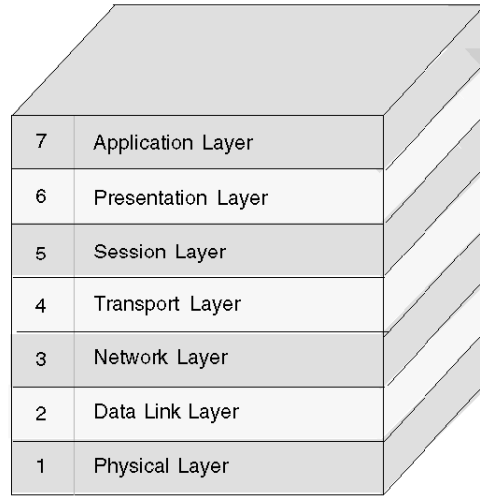 7 Application Layer
6 Presentation Layer
5 Session Layer
4 Transport Layer
3 Network Layer
2 Data Link Layer
1 Physical Layer